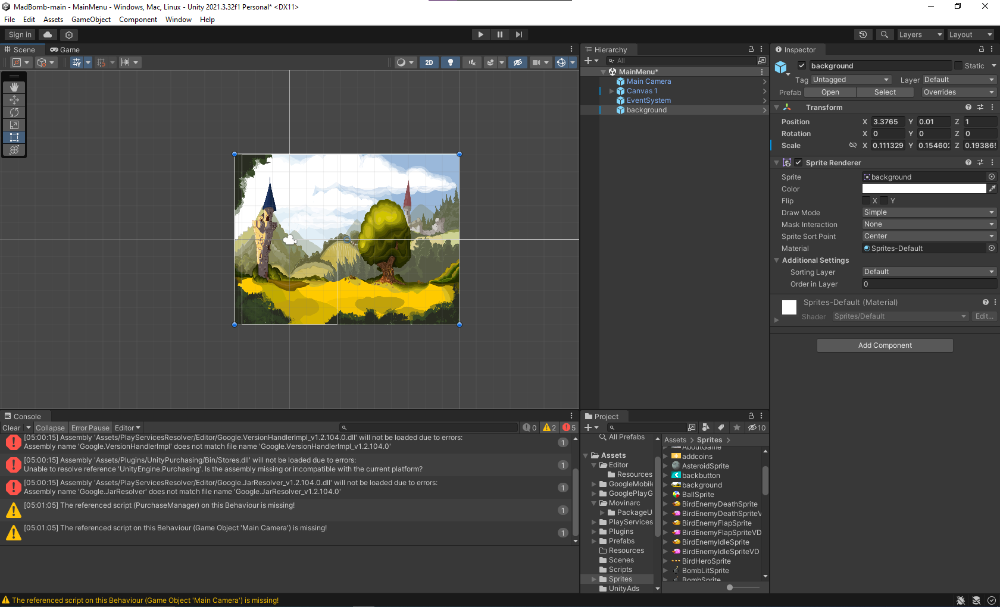 MadBomb-main - MainMenu - Windows, Mac, Linux - Unity 2021.3.32f1 Personal* <DX11>
File Edit Assets GameObject Component Window Help
Sign in
Layers
Layout
Scene
Game
2D
Hierarchy
All
MainMenu*
Main Camera
Canvas 1
EventSystem
background
Inspector
background
Static
Tag Untagged Layer Default
Prefab Open Select Overrides
Transform
Position X 3.3765 Y 0.01 Z 1
Rotation X 0 Y 0 Z 0
Scale X 0.111329 Y 0.154602 Z 0.193865
Sprite Renderer
Sprite background
Color
Flip X Y
Draw Mode Simple
Mask Interaction None
Sprite Sort Point Center
Material Sprites-Default
Additional Settings
Sorting Layer Default
Order in Layer 0
Sprites-Default (Material)
Shader Sprites/Default Edit...
Add Component
Console
Clear Collapse Error Pause Editor
0 2 5
[05:00:15] Assembly 'Assets/PlayServicesResolver/Editor/Google.VersionHandlerImpl_v1.2.104.0.dll' will not be loaded due to errors:
Assembly name 'Google.VersionHandlerImpl' does not match file name 'Google.VersionHandlerImpl_v1.2.104.0'
1
[05:00:15] Assembly 'Assets/Plugins/UnityPurchasing/Bin/Stores.dll' will not be loaded due to errors:
Unable to resolve reference 'UnityEngine.Purchasing'. Is the assembly missing or incompatible with the current platform?
1
[05:00:15] Assembly 'Assets/PlayServicesResolver/Editor/Google.JarResolver_v1.2.104.0.dll' will not be loaded due to errors:
Assembly name 'Google.JarResolver' does not match file name 'Google.JarResolver_v1.2.104.0'
1
[05:01:05] The referenced script (PurchaseManager) on this Behaviour is missing!
1
[05:01:05] The referenced script on this Behaviour (Game Object 'Main Camera') is missing!
1
Project
10
All Prefabs
Assets
Editor
Resources
GoogleMobile
GooglePlayG
Movinarc
PackageU
PlayServices
Plugins
Prefabs
Resources
Scenes
Scripts
Sprites
UnityAds
Assets > Sprites >
AboutGame
addcoins
AsteroidSprite
backbutton
background
BallSprite
BirdEnemyDeathSprite
BirdEnemyDeathSpriteV
BirdEnemyFlapSprite
BirdEnemyFlapSpriteVD
BirdEnemyIdleSprite
BirdEnemyIdleSpriteVD
BirdHeroSprite
BombLitSprite
BombSprite
The referenced script on this Behaviour (Game Object 'Main Camera') is missing!